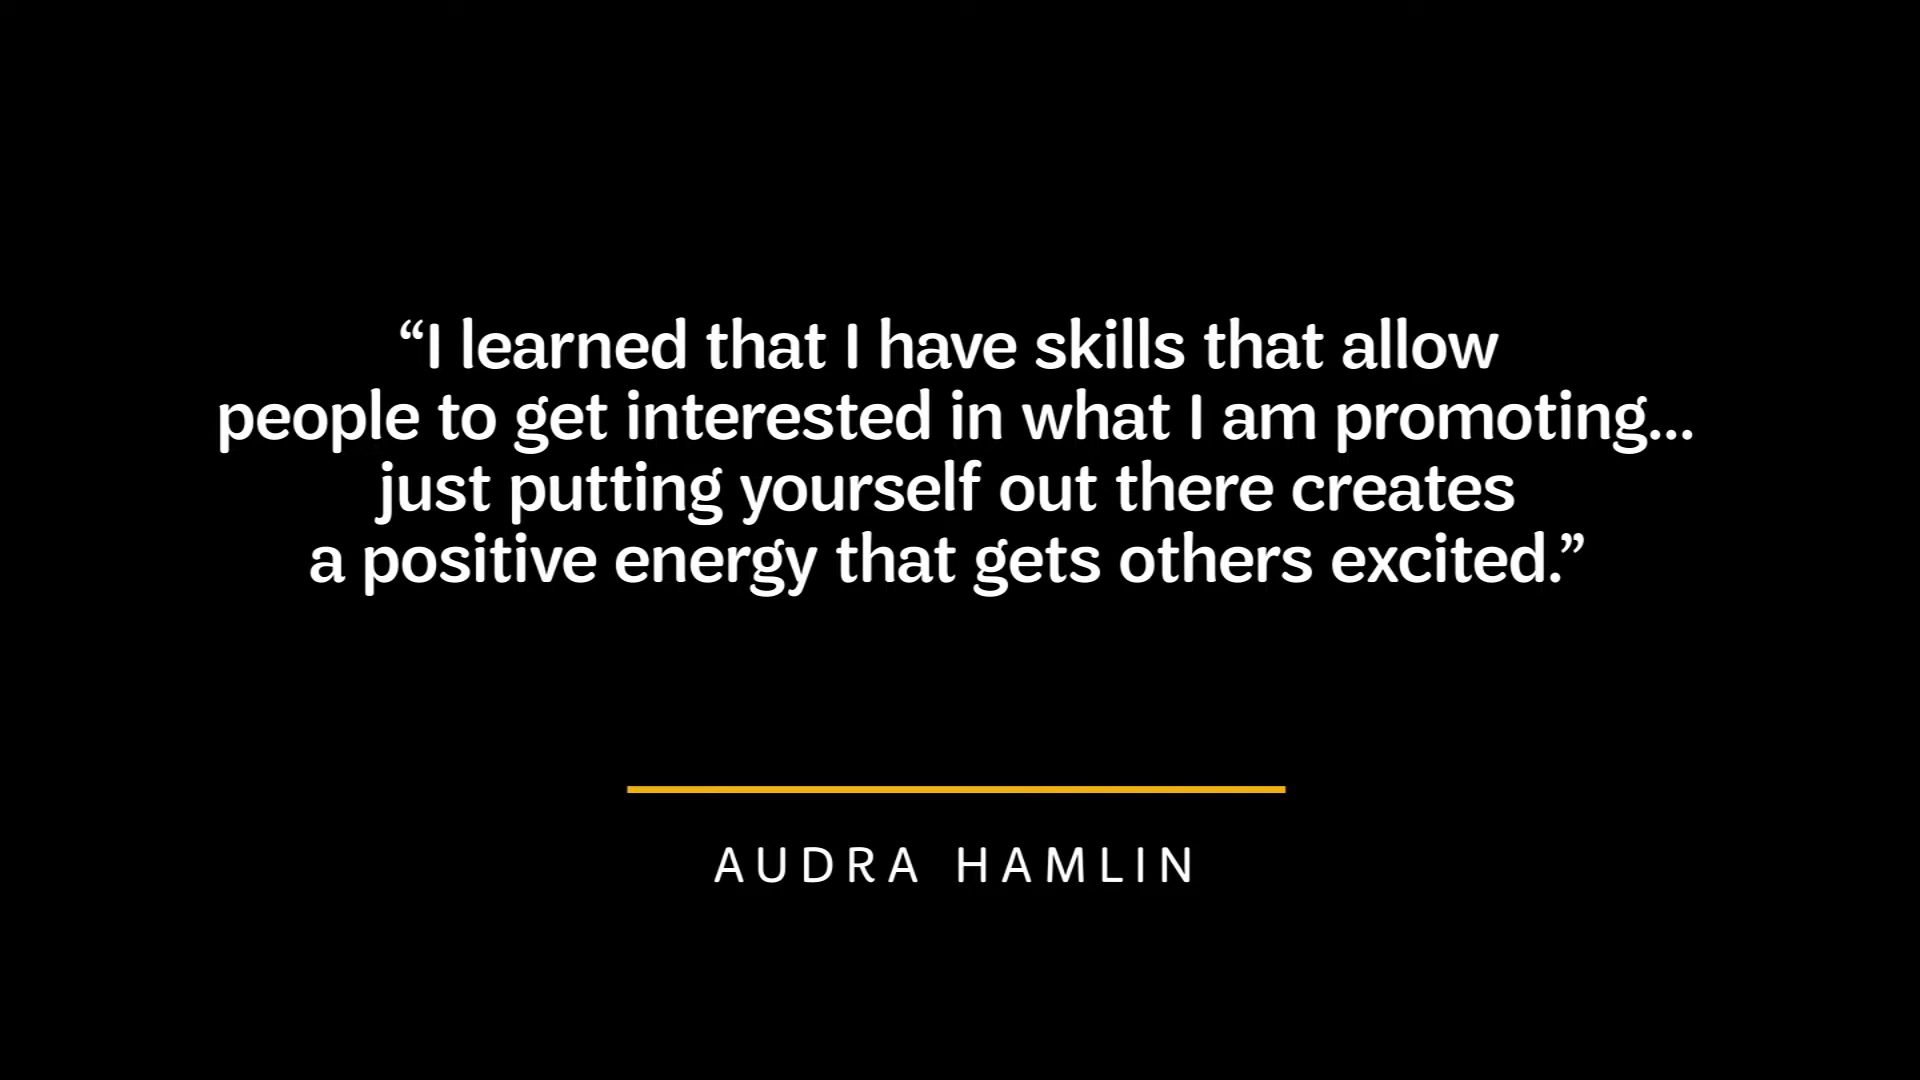 “I learned that I have skills that allow
people to get interested in what I am promoting...
just putting yourself out there creates
a positive energy that gets others excited.”
AUDRA HAMLIN